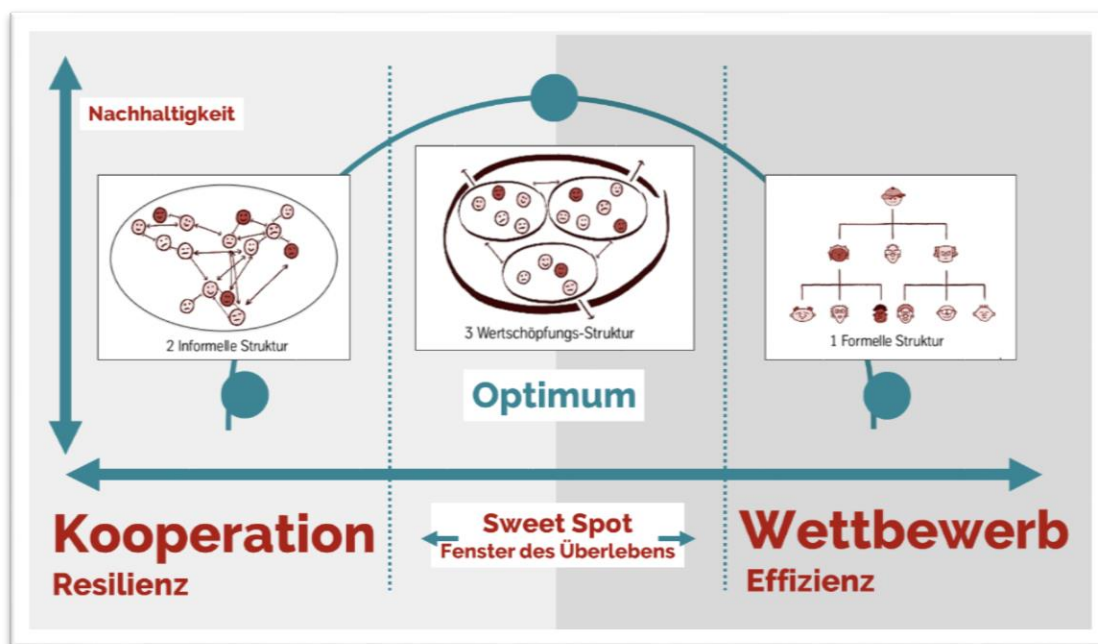 Nachhaltigkeit
2 Informelle Struktur
3 Wertschöpfungs-Struktur
1 Formelle Struktur
Optimum
Kooperation
Resilienz
Sweet Spot
Fenster des Überlebens
Wettbewerb
Effizienz